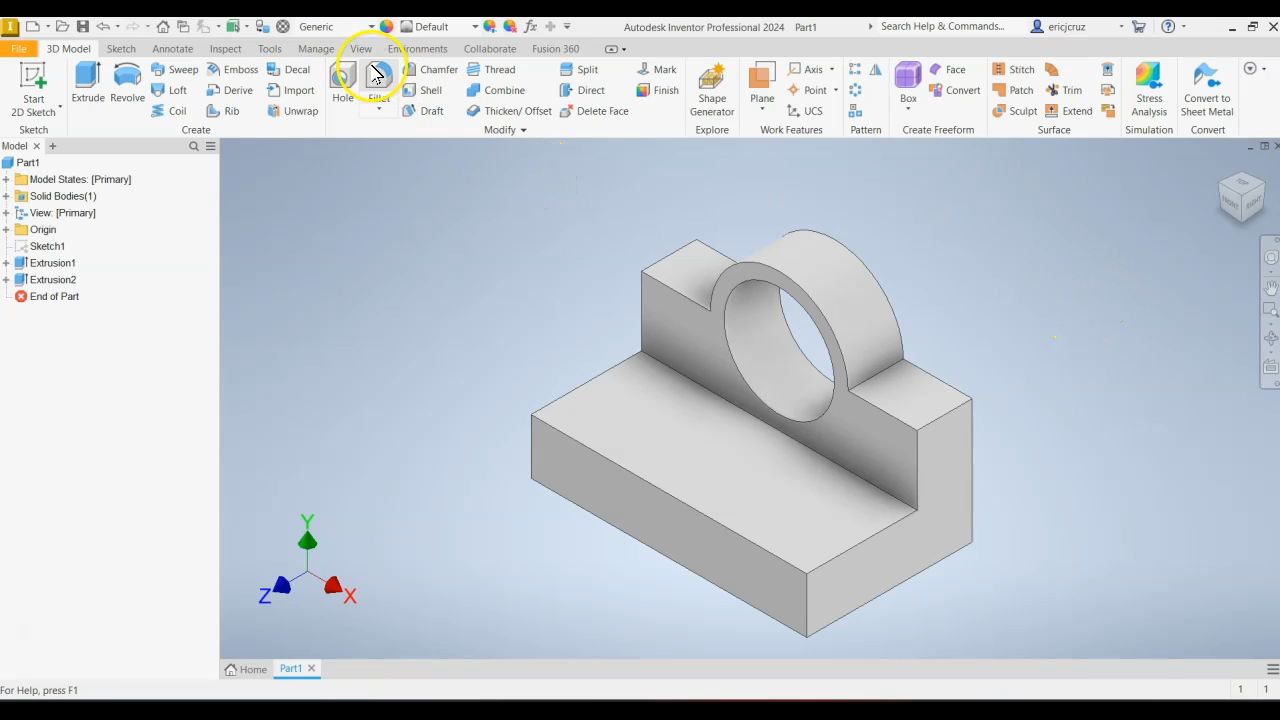 Generic
Default
Autodesk Inventor Professional 2024 Part1
Search Help & Commands...
ericjcruz
File 3D Model Sketch Annotate Inspect Tools Manage View Environments Collaborate Fusion 360
Start 2D Sketch
Sketch
Extrude
Revolve
Sweep Emboss Decal
Loft Derive Import
Coil Rib Unwrap
Create
Hole
Fillet
Chamfer Thread Split Mark
Shell Combine Direct Finish
Draft Thicken/ Offset Delete Face
Modify
Shape Generator
Explore
Plane
Axis
Point
UCS
Work Features
Pattern
Box
Face
Convert
Create Freeform
Stitch
Patch Trim
Sculpt Extend
Surface
Stress Analysis
Simulation
Convert to Sheet Metal
Convert
Model
Part1
Model States: [Primary]
Solid Bodies(1)
View: [Primary]
Origin
Sketch1
Extrusion1
Extrusion2
End of Part
TOP
FRONT
RIGHT
Y
Z
X
Home Part1
For Help, press F1
1 1